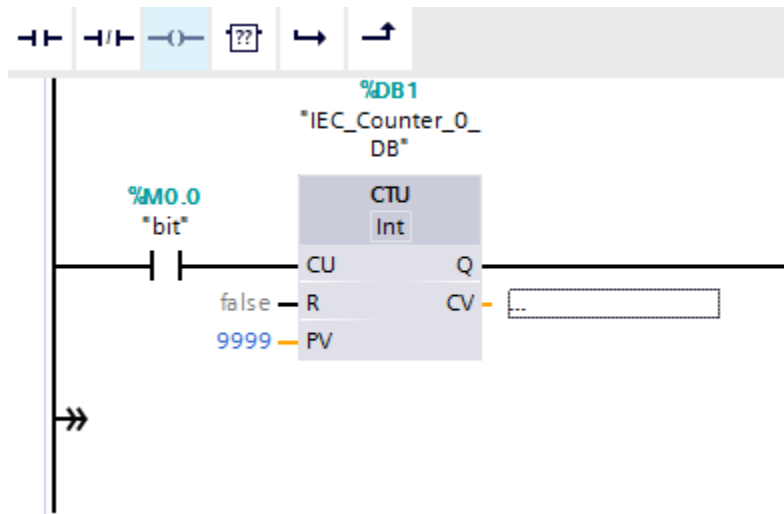 ??
%DB1
"IEC_Counter_0_
DB"
%M0.0
"bit"
CTU
Int
CU Q
false R CV ...
9999 PV